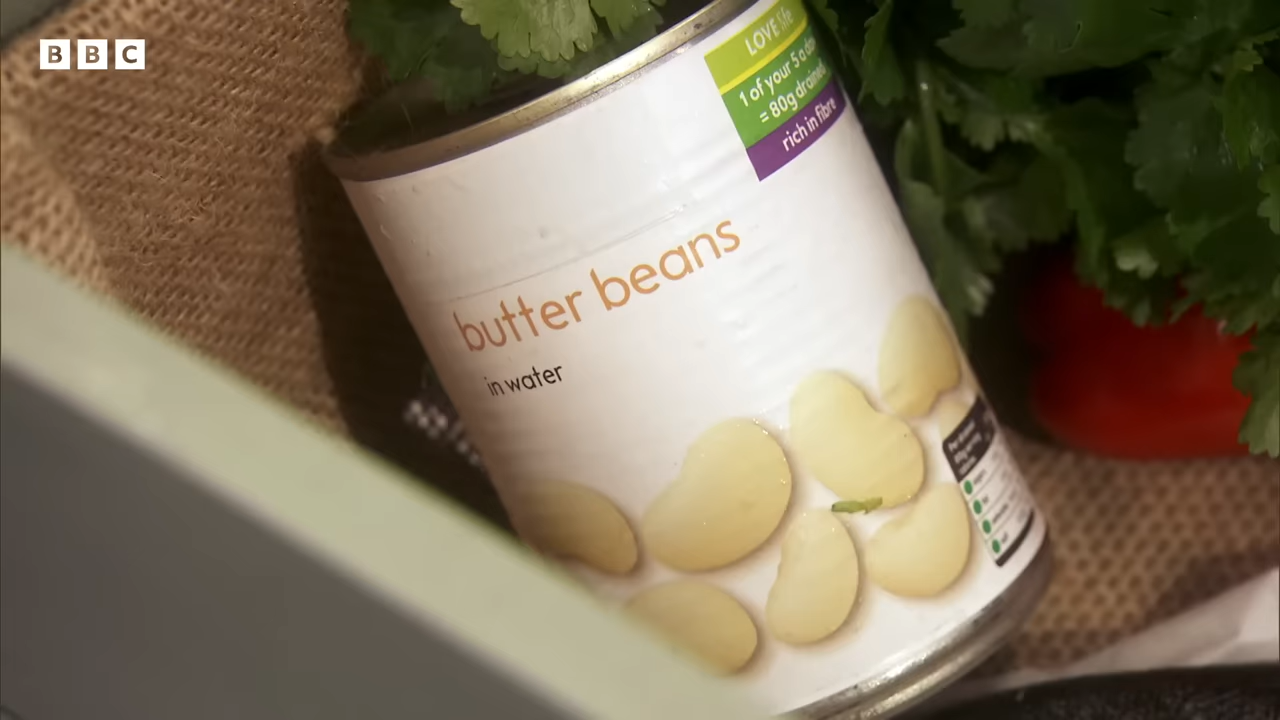 BBC
LOVE life
1 of your 5 a day
= 80g drained
rich in fibre
butter beans
in water